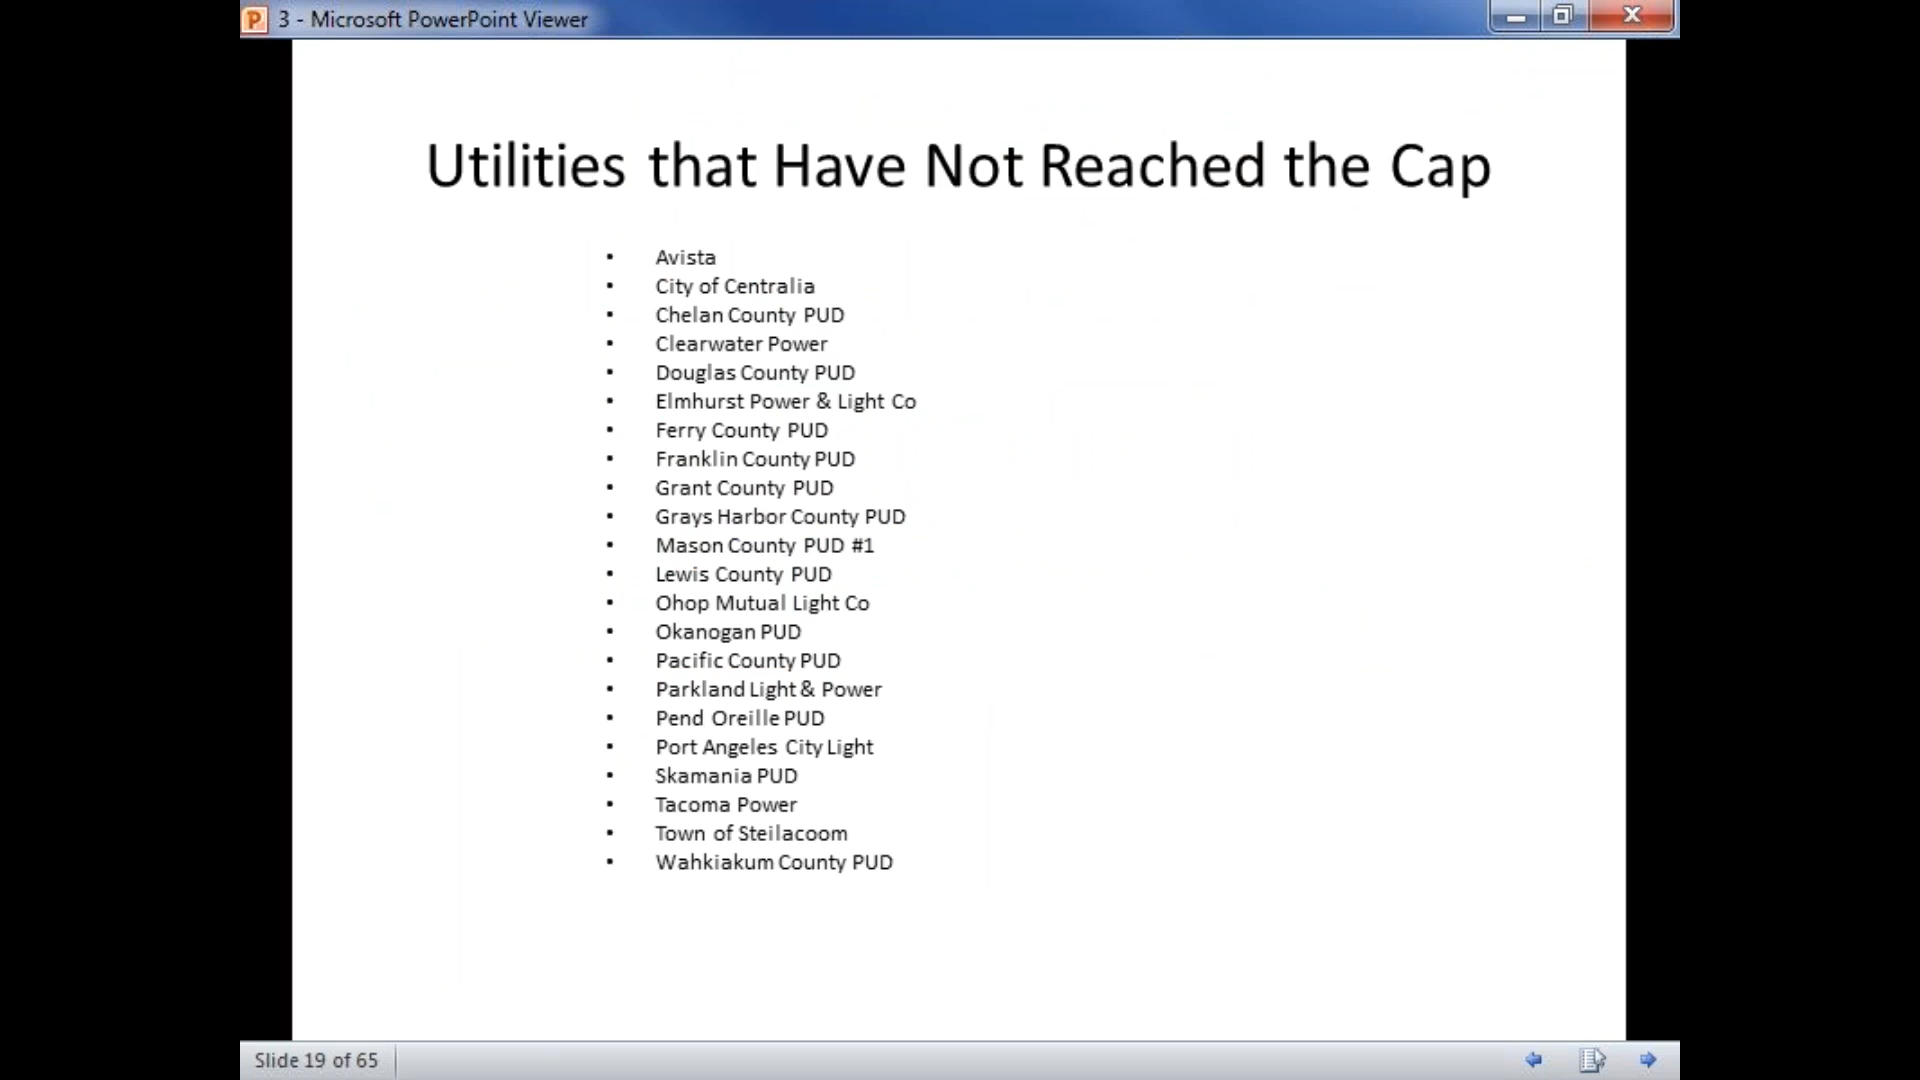 3 - Microsoft PowerPoint Viewer
Utilities that Have Not Reached the Cap
• Avista
• City of Centralia
• Chelan County PUD
• Clearwater Power
• Douglas County PUD
• Elmhurst Power & Light Co
• Ferry County PUD
• Franklin County PUD
• Grant County PUD
• Grays Harbor County PUD
• Mason County PUD #1
• Lewis County PUD
• Ohop Mutual Light Co
• Okanogan PUD
• Pacific County PUD
• Parkland Light & Power
• Pend Oreille PUD
• Port Angeles City Light
• Skamania PUD
• Tacoma Power
• Town of Steilacoom
• Wahkiakum County PUD
Slide 19 of 65